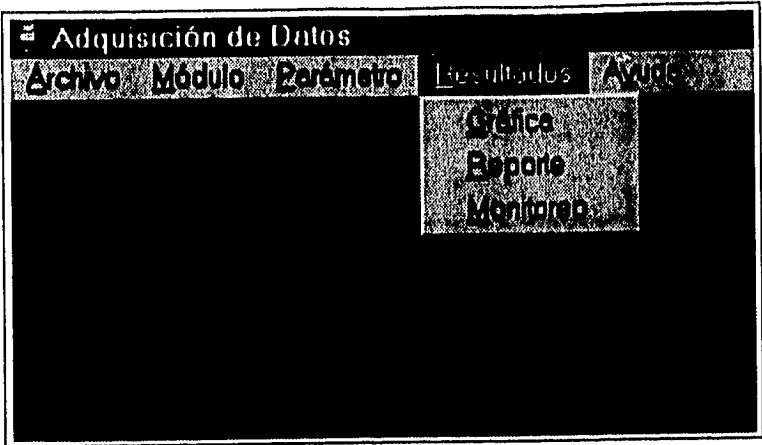 Adquisición de Datos
Archivo Módulo Parámetro Resultados Ayuda
Gráfica
Reporte
Monitoreo